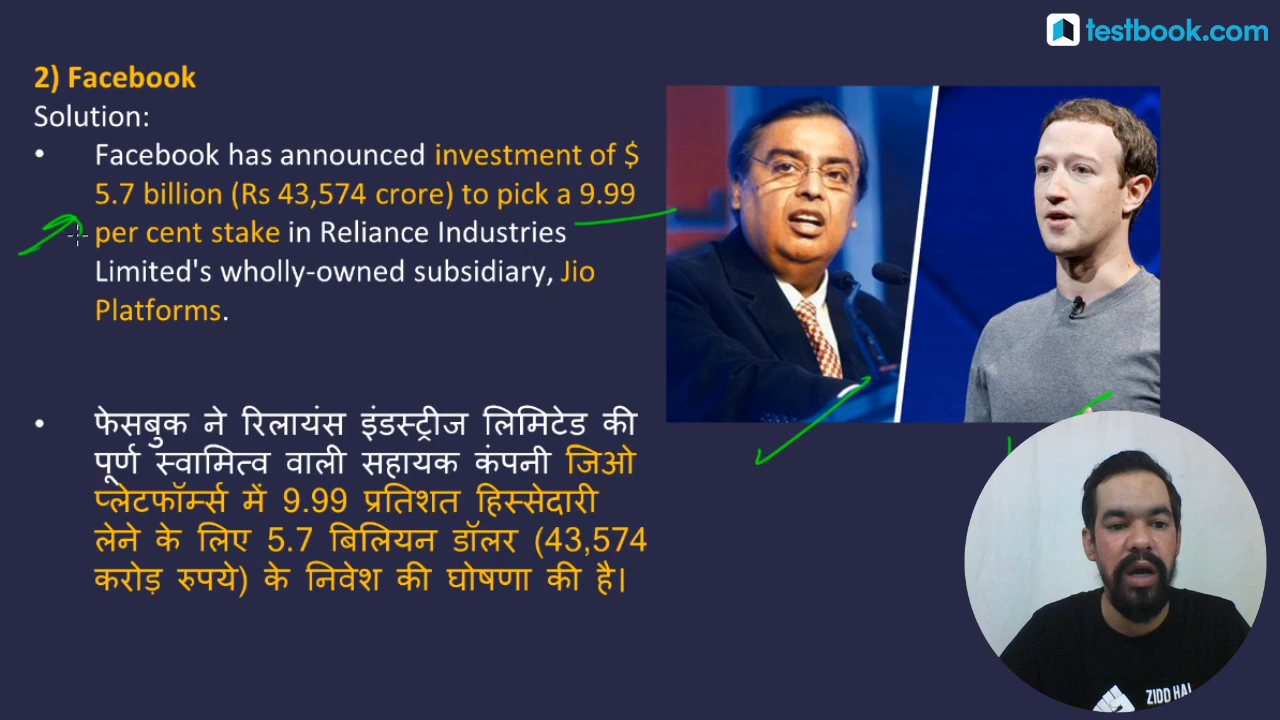 testbook.com
2) Facebook
Solution:
• Facebook has announced investment of $
5.7 billion (Rs 43,574 crore) to pick a 9.99
per cent stake in Reliance Industries
Limited's wholly-owned subsidiary, Jio
Platforms.
• फेसबुक ने रिलायंस इंडस्ट्रीज लिमिटेड की
पूर्ण स्वामित्व वाली सहायक कंपनी जिओ
प्लेटफॉर्म्स में 9.99 प्रतिशत हिस्सेदारी
लेने के लिए 5.7 बिलियन डॉलर (43,574
करोड़ रुपये) के निवेश की घोषणा की है।
ZIDD HAI